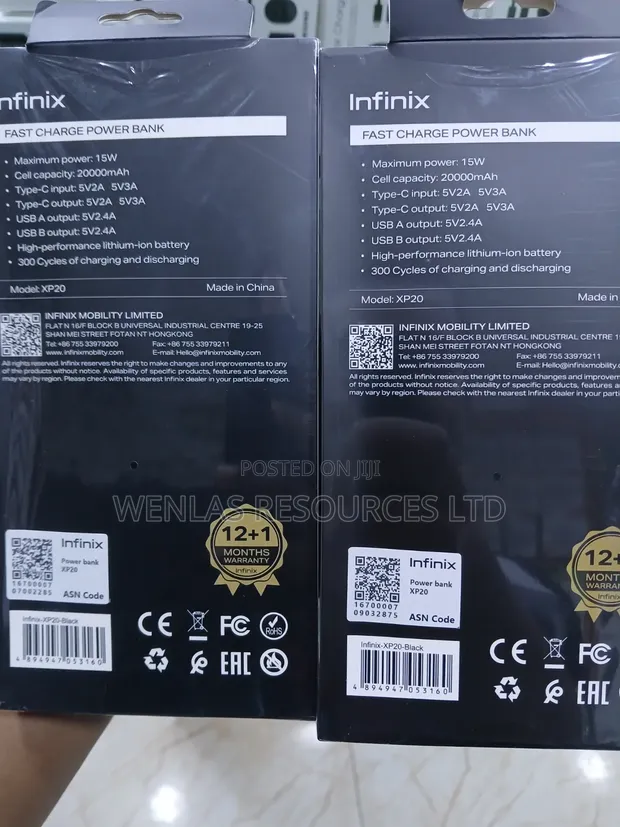 nfinix
FAST CHARGE POWER BANK
• Maximum power: 15W
• Cell capacity: 20000mAh
• Type-C input: 5V2A 5V3A
• Type-C output: 5V2A 5V3A
• USB A output: 5V2.4A
• USB B output: 5V2.4A
• High-performance lithium-ion battery
• 300 Cycles of charging and discharging
Model: XP20 Made in China
INFINIX MOBILITY LIMITED
FLAT N 16/F BLOCK B UNIVERSAL INDUSTRIAL CENTRE 19-25
SHAN MEI STREET FOTAN NT HONGKONG
Tel:+86 755 33979200 Fax: +86 755 33979211
www.infinixmobility.com E-mail: Hello@infinixmobility.com
All rights reserved. Infinix reserves the right to make changes and improvements to any
of the products without notice. Availability of specific products, features and services
may vary by region. Please check with the nearest Infinix dealer in your particular region.
12+1
MONTHS
WARRANTY
infinix
Infinix
Power bank
XP20
16700007
07002285 ASN Code
Infinix-XP20-Black
4 894947 053160
CE FC RoHS
EAC
Infinix
FAST CHARGE POWER BANK
• Maximum power: 15W
• Cell capacity: 20000mAh
• Type-C input: 5V2A 5V3A
• Type-C output: 5V2A 5V3A
• USB A output: 5V2.4A
• USB B output: 5V2.4A
• High-performance lithium-ion battery
• 300 Cycles of charging and discharging
Model: XP20 Made in
INFINIX MOBILITY LIMITED
FLAT N 16/F BLOCK B UNIVERSAL INDUSTRIAL CENTRE 1
SHAN MEI STREET FOTAN NT HONGKONG
Tel:+86 755 33979200 Fax: +86 755 33979211
www.infinixmobility.com E-mail: Hello@infinixmob
All rights reserved. Infinix reserves the right to make changes and improvem
of the products without notice. Availability of specific products, features a
may vary by region. Please check with the nearest Infinix dealer in your parti
12+
MONT
WARRAN
infini
Infinix
Power bank
XP20
16700007
09032875 ASN Code
Infinix-XP20-Black
4 894947 053160
CE FC
EAC
POSTED ON JIJI
WENLAS RESOURCES LTD